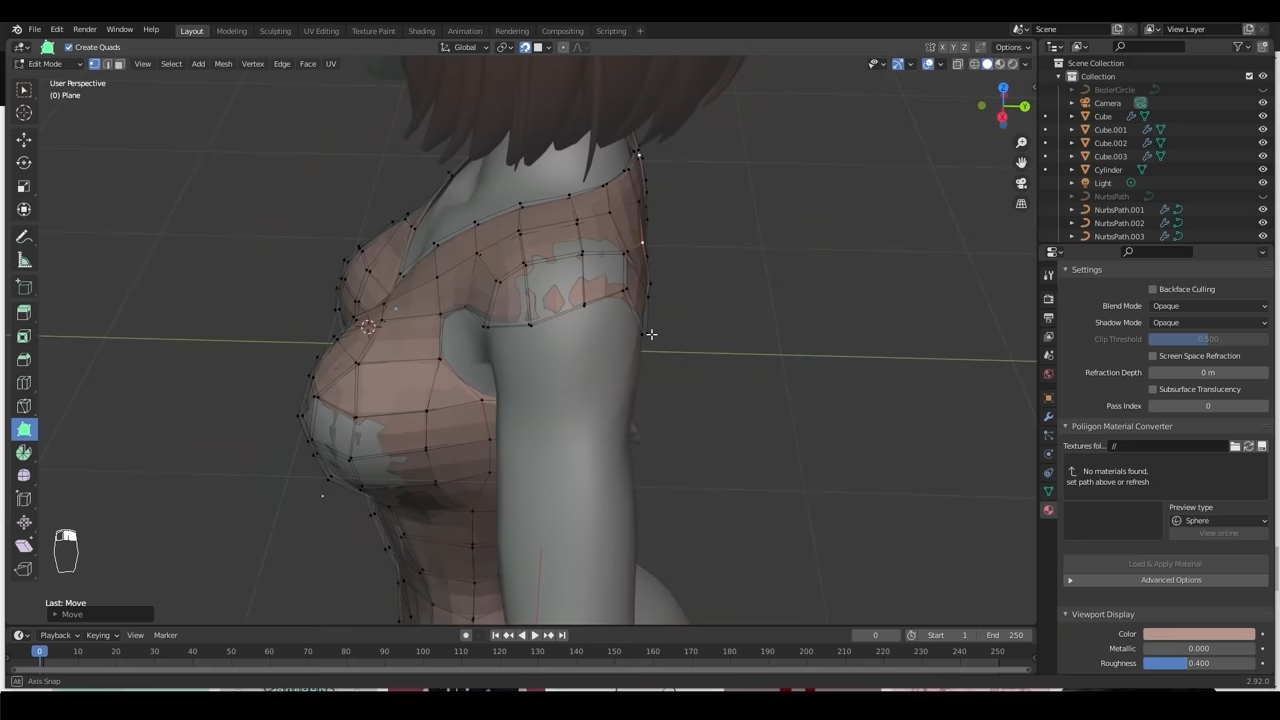 File Edit Render Window Help Layout Modeling Sculpting UV Editing Texture Paint Shading Animation Rendering Compositing Scripting Scene View Layer
Create Quads Global X Y Z Options
Edit Mode View Select Add Mesh Vertex Edge Face UV
User Perspective
(0) Plane
Scene Collection
Collection
BezierCircle
Camera
Cube
Cube.001
Cube.002
Cube.003
Cylinder
Light
NurbsPath
NurbsPath.001
NurbsPath.002
NurbsPath.003
Settings
Backface Culling
Blend Mode Opaque
Shadow Mode Opaque
Clip Threshold 0.500
Screen Space Refraction
Refraction Depth 0 m
Subsurface Translucency
Pass Index 0
Poliigon Material Converter
Textures fol.. //
No materials found,
set path above or refresh
Preview type
Sphere
View online
Load & Apply Material
Advanced Options
Viewport Display
Color
Metallic 0.000
Roughness 0.400
Z
Y
X
Last: Move
Move
Playback Keying View Marker 0 Start 1 End 250
0 10 20 30 40 50 60 70 80 90 100 110 120 130 140 150 160 170 180 190 200 210 220 230 240 250
Alt Axis Snap 2.92.0